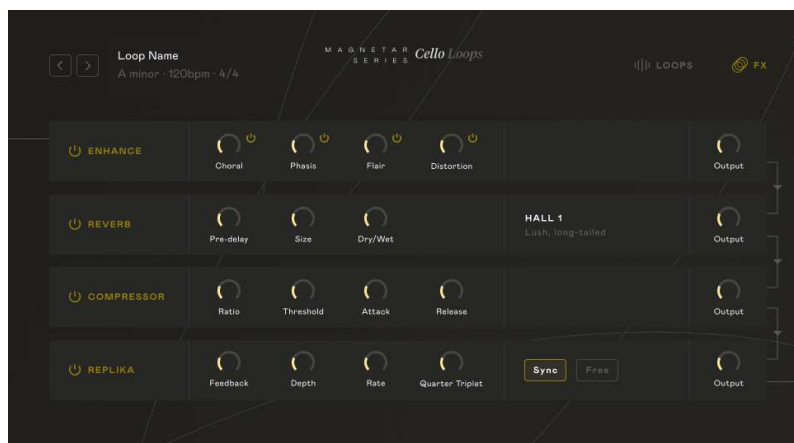 Loop Name
A minor · 120bpm · 4/4
MAGNETAR
SERIES
Cello Loops
LOOPS
FX
ENHANCE
Choral
Phasis
Flair
Distortion
Output
REVERB
Pre-delay
Size
Dry/Wet
HALL 1
Lush, long-tailed
Output
COMPRESSOR
Ratio
Threshold
Attack
Release
Output
REPLIKA
Feedback
Depth
Rate
Quarter Triplet
Sync
Free
Output